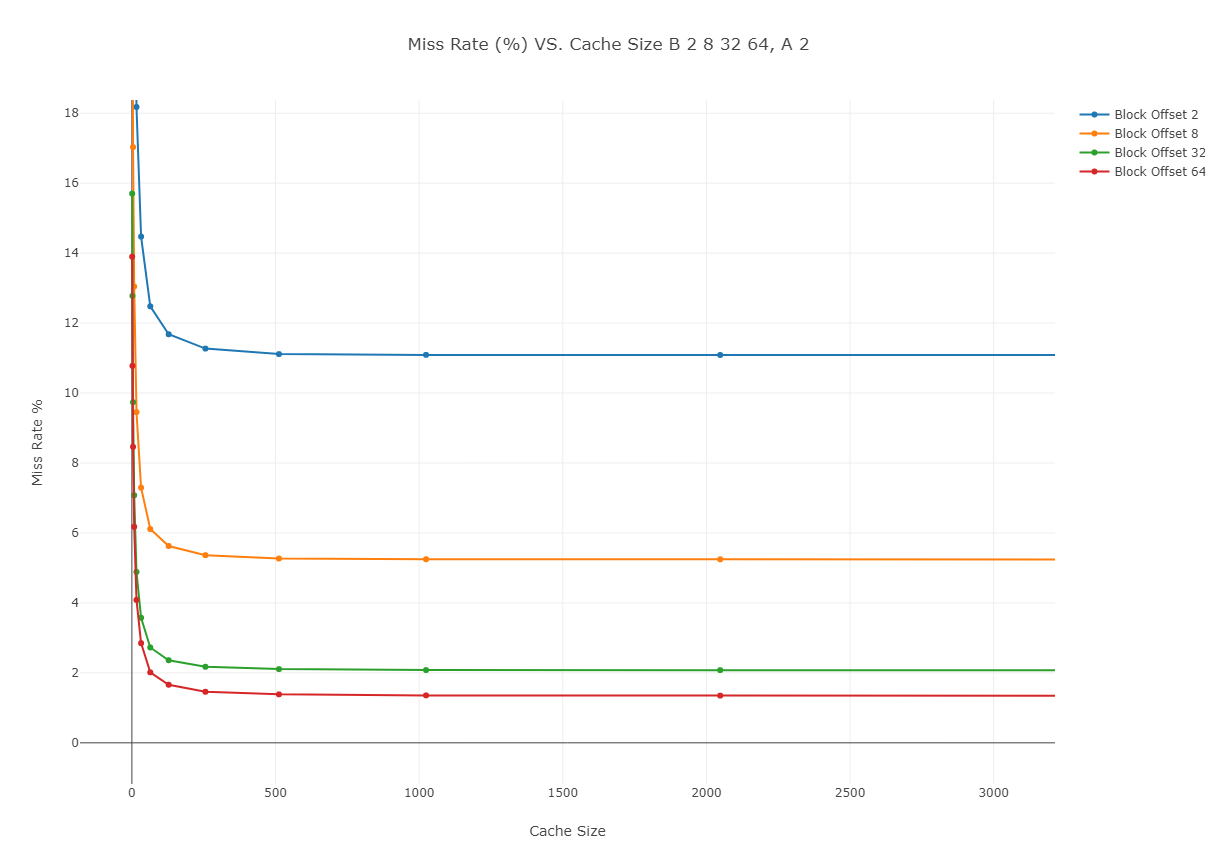 Miss Rate (%) VS. Cache Size B 2 8 32 64, A 2
Block Offset 2
Block Offset 8
Block Offset 32
Block Offset 64
Miss Rate %
18
16
14
12
10
8
6
4
2
0
0 500 1000 1500 2000 2500 3000
Cache Size